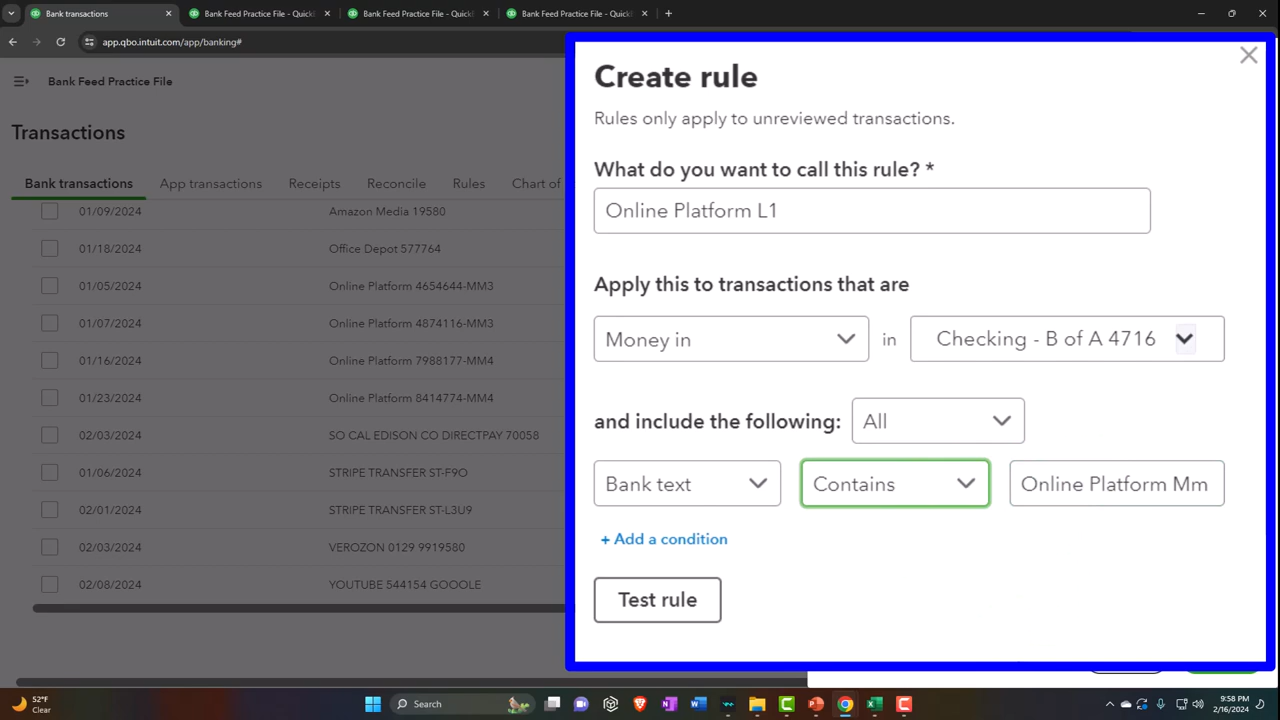 Bank transactions
Bank Feed Practice File - Quickl
Bank Feed Practice File - Quickl
Bank Feed Practice File - Quickl
app.qbo.intuit.com/app/banking#
Bank Feed Practice File
Transactions
Bank transactions App transactions Receipts Reconcile Rules Chart of
01/09/2024 Amazon Media 19580
01/18/2024 Office Depot 577764
01/05/2024 Online Platform 4654644-MM3
01/07/2024 Online Platform 4874116-MM3
01/16/2024 Online Platform 7988177-MM4
01/23/2024 Online Platform 8414774-MM4
02/03/2024 SO CAL EDISON CO DIRECTPAY 70058
01/06/2024 STRIPE TRANSFER ST-F9O
02/01/2024 STRIPE TRANSFER ST-L3U9
02/03/2024 VEROZON 0129 9919580
02/08/2024 YOUTUBE 544154 GOOOLE
Create rule
Rules only apply to unreviewed transactions.
What do you want to call this rule? *
Online Platform L1
Apply this to transactions that are
Money in in Checking - B of A 4716
and include the following: All
Bank text Contains Online Platform Mm
+ Add a condition
Test rule
52°F
Clear
Search
9:58 PM
2/16/2024